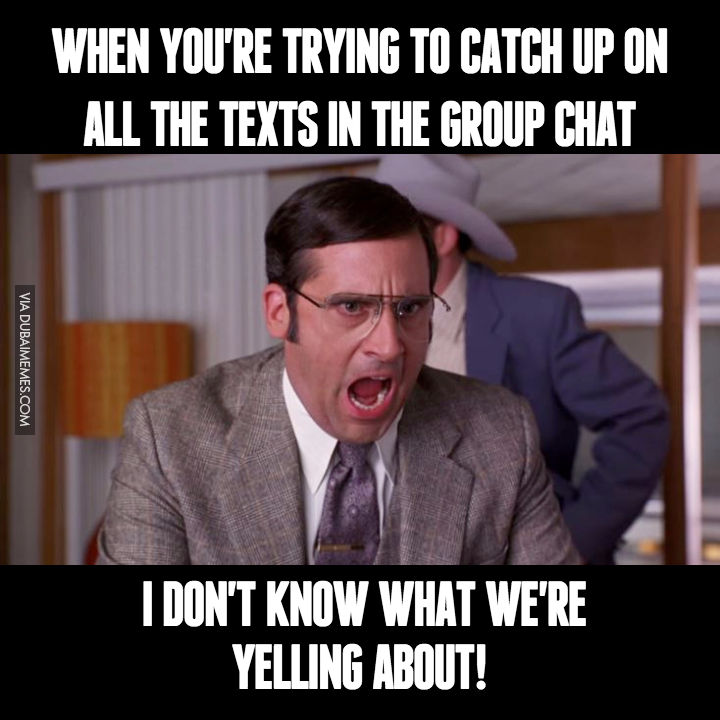 WHEN YOU'RE TRYING TO CATCH UP ON
ALL THE TEXTS IN THE GROUP CHAT
VIA DUBAIMEMES.COM
I DON'T KNOW WHAT WE'RE
YELLING ABOUT!